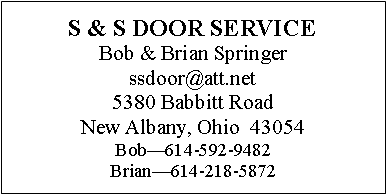 S & S DOOR SERVICE
Bob & Brian Springer
ssdoor@att.net
5380 Babbitt Road
New Albany, Ohio  43054
Bob—614-592-9482
Brian—614-218-5872